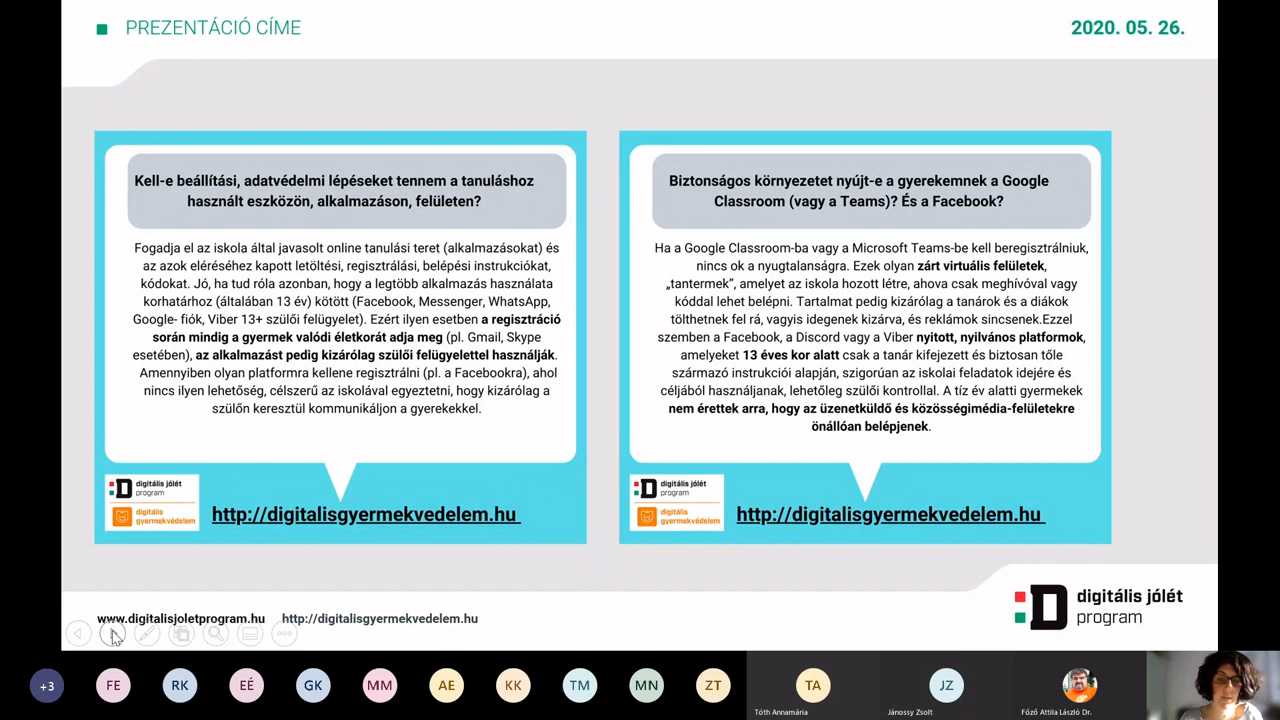 PREZENTÁCIÓ CÍME
2020. 05. 26.
Kell-e beállítási, adatvédelmi lépéseket tennem a tanuláshoz
használt eszközön, alkalmazáson, felületen?
Fogadja el az iskola által javasolt online tanulási teret (alkalmazásokat) és
az azok eléréséhez kapott letöltési, regisztrálási, belépési instrukciókat,
kódokat. Jó, ha tud róla azonban, hogy a legtöbb alkalmazás használata
korhatárhoz (általában 13 év) kötött (Facebook, Messenger, WhatsApp,
Google- fiók, Viber 13+ szülői felügyelet). Ezért ilyen esetben a regisztráció
során mindig a gyermek valódi életkorát adja meg (pl. Gmail, Skype
esetében), az alkalmazást pedig kizárólag szülői felügyelettel használják.
Amennyiben olyan platformra kellene regisztrálni (pl. a Facebookra), ahol
nincs ilyen lehetőség, célszerű az iskolával egyeztetni, hogy kizárólag a
szülőn keresztül kommunikáljon a gyerekekkel.
digitális jólét
program
digitális
gyermekvédelem
http://digitalisgyermekvedelem.hu
Biztonságos környezetet nyújt-e a gyerekemnek a Google
Classroom (vagy a Teams)? És a Facebook?
Ha a Google Classroom-ba vagy a Microsoft Teams-be kell beregisztrálniuk,
nincs ok a nyugtalanságra. Ezek olyan zárt virtuális felületek,
„tantermek”, amelyet az iskola hozott létre, ahova csak meghívóval vagy
kóddal lehet belépni. Tartalmat pedig kizárólag a tanárok és a diákok
tölthetnek fel rá, vagyis idegenek kizárva, és reklámok sincsenek.Ezzel
szemben a Facebook, a Discord vagy a Viber nyitott, nyilvános platformok,
amelyeket 13 éves kor alatt csak a tanár kifejezett és biztosan tőle
származó instrukciói alapján, szigorúan az iskolai feladatok idejére és
céljából használjanak, lehetőleg szülői kontrollal. A tíz év alatti gyermekek
nem érettek arra, hogy az üzenetküldő és közösségimédia-felületekre
önállóan belépjenek.
digitális jólét
program
digitális
gyermekvédelem
http://digitalisgyermekvedelem.hu
www.digitalisjoletprogram.hu http://digitalisgyermekvedelem.hu
digitális jólét
program
+3 FE RK EÉ GK MM AE KK TM MN ZT TA JZ
Tóth Annamária
Jánossy Zsolt
Főző Attila László Dr.